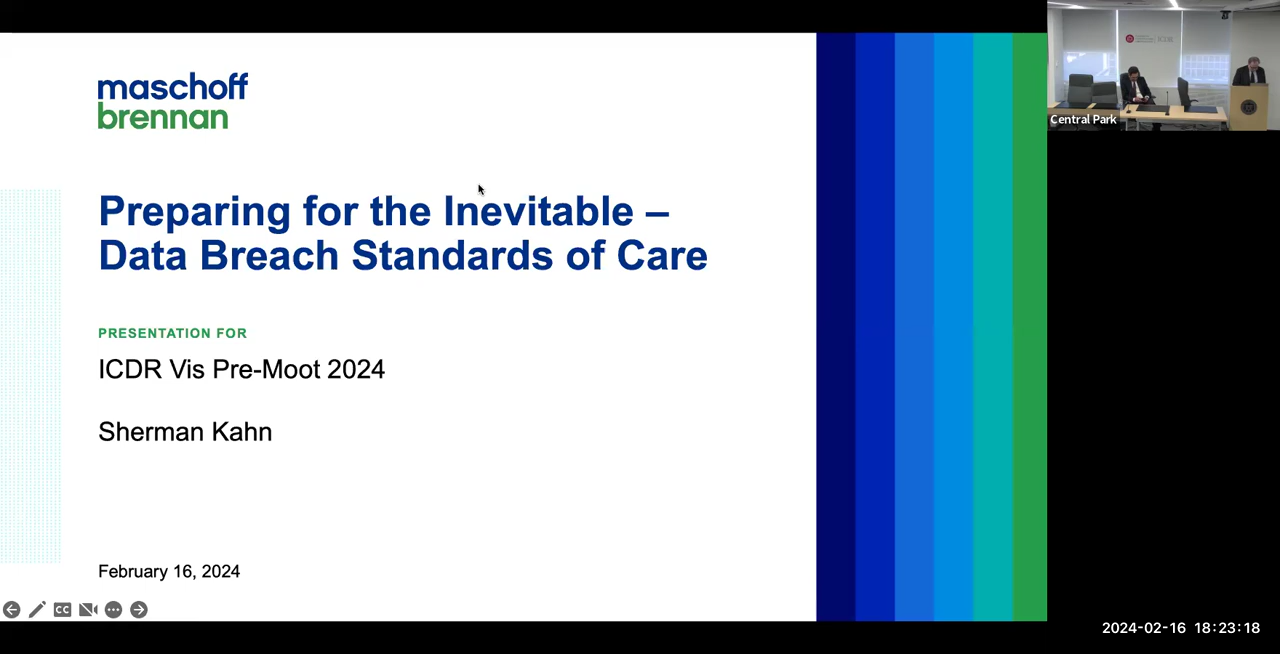 maschoff
brennan
Preparing for the Inevitable –
Data Breach Standards of Care
PRESENTATION FOR
ICDR Vis Pre-Moot 2024
Sherman Kahn
February 16, 2024
CC
Central Park
2024-02-16 18:23:18